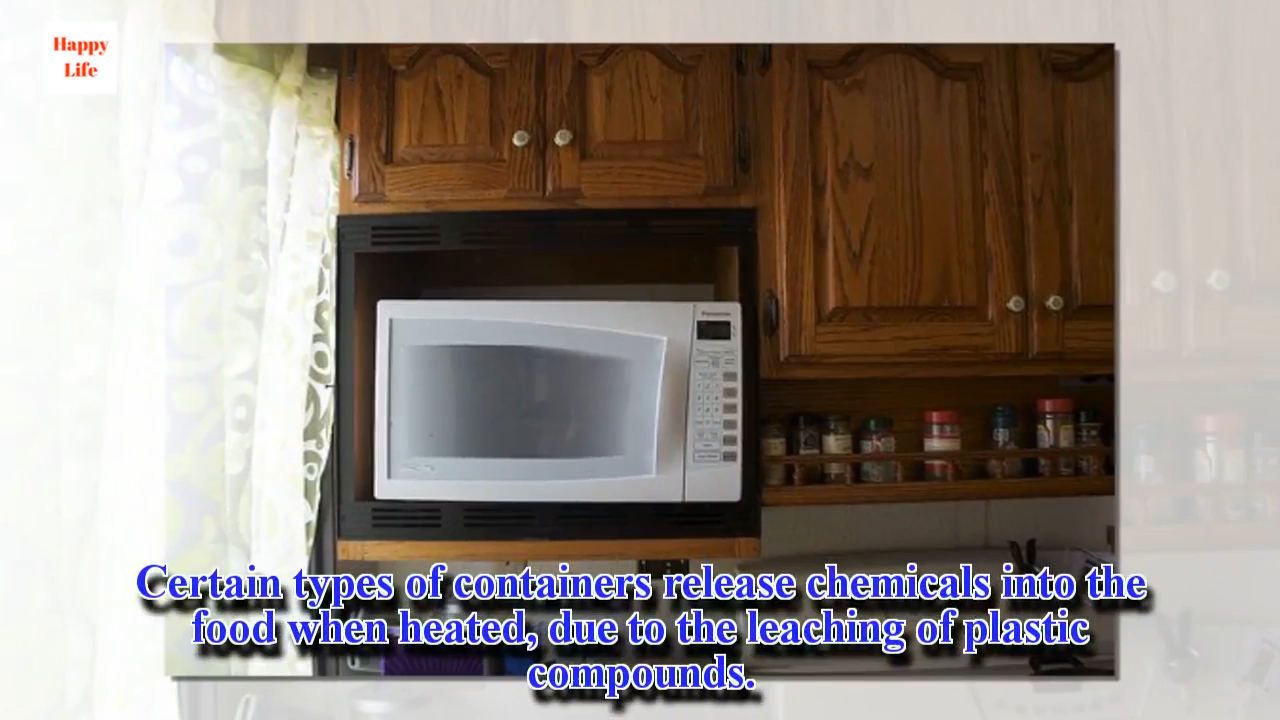 Happy
Life
Panasonic
Certain types of containers release chemicals into the
food when heated, due to the leaching of plastic
compounds.